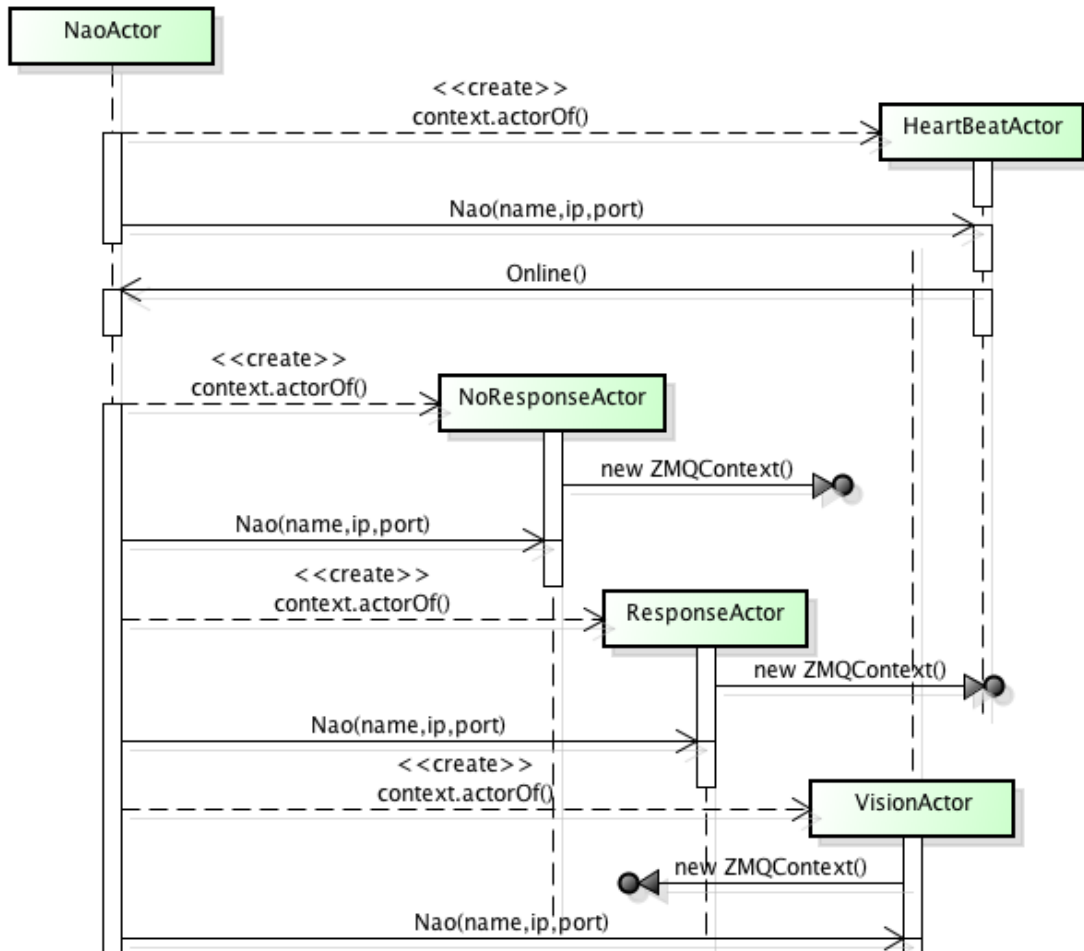 NaoActor
<<create>>
context.actorOf()
HeartBeatActor
Nao(name,ip,port)
Online()
<<create>>
context.actorOf()
NoResponseActor
new ZMQContext()
Nao(name,ip,port)
<<create>>
context.actorOf()
ResponseActor
new ZMQContext()
Nao(name,ip,port)
<<create>>
context.actorOf()
VisionActor
new ZMQContext()
Nao(name,ip,port)